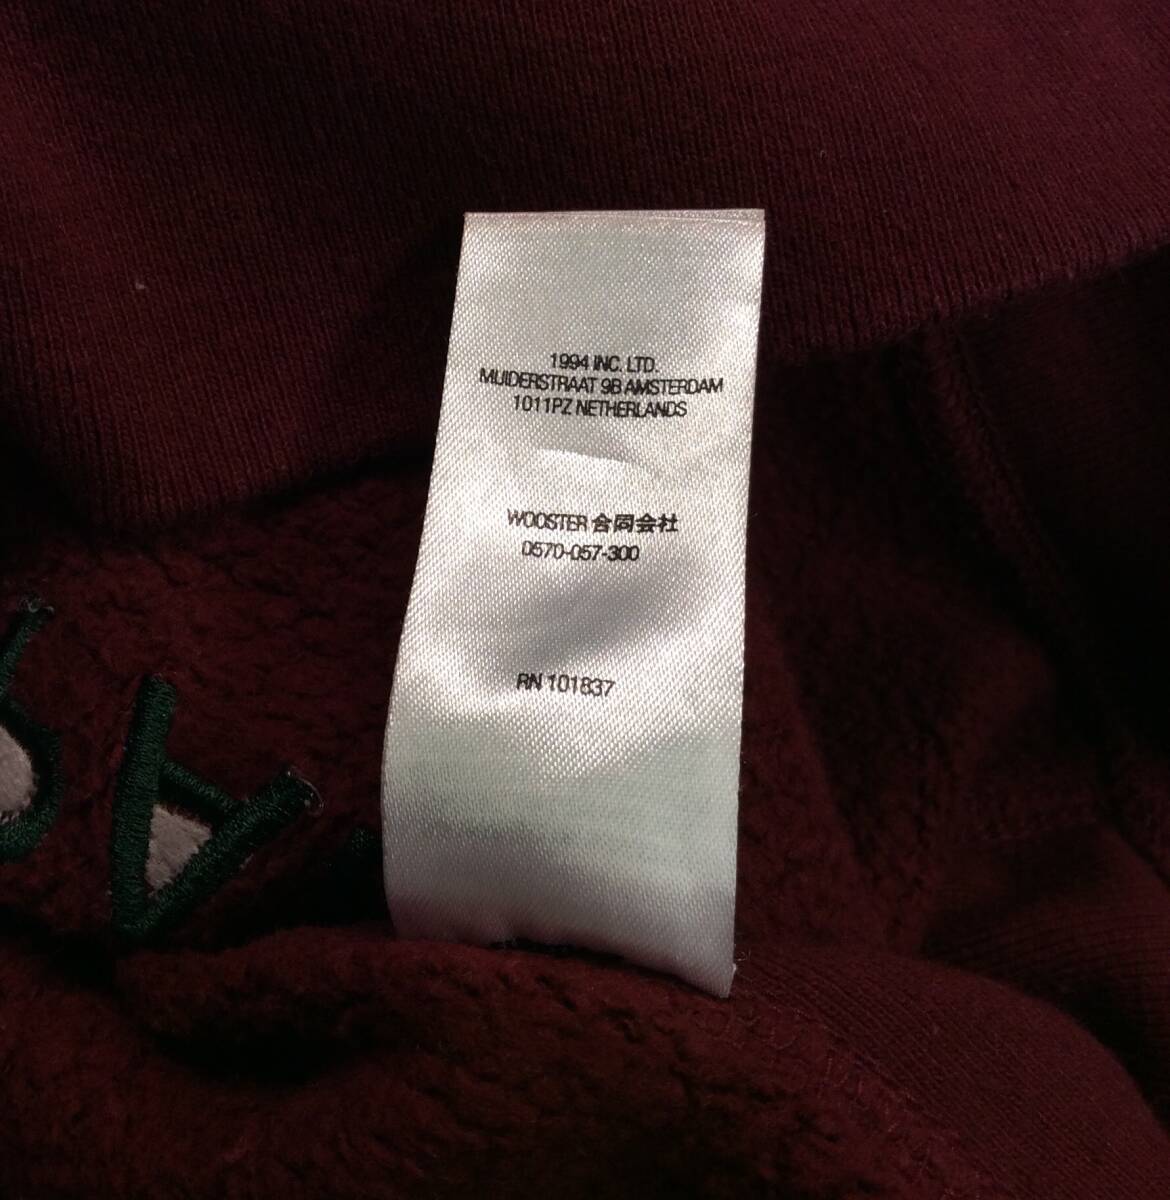 1994 INC. LTD.
MUIDERSTRAAT 9B AMSTERDAM
1011PZ NETHERLANDS
WOOSTER 合同会社
0570-057-300
RN 101837